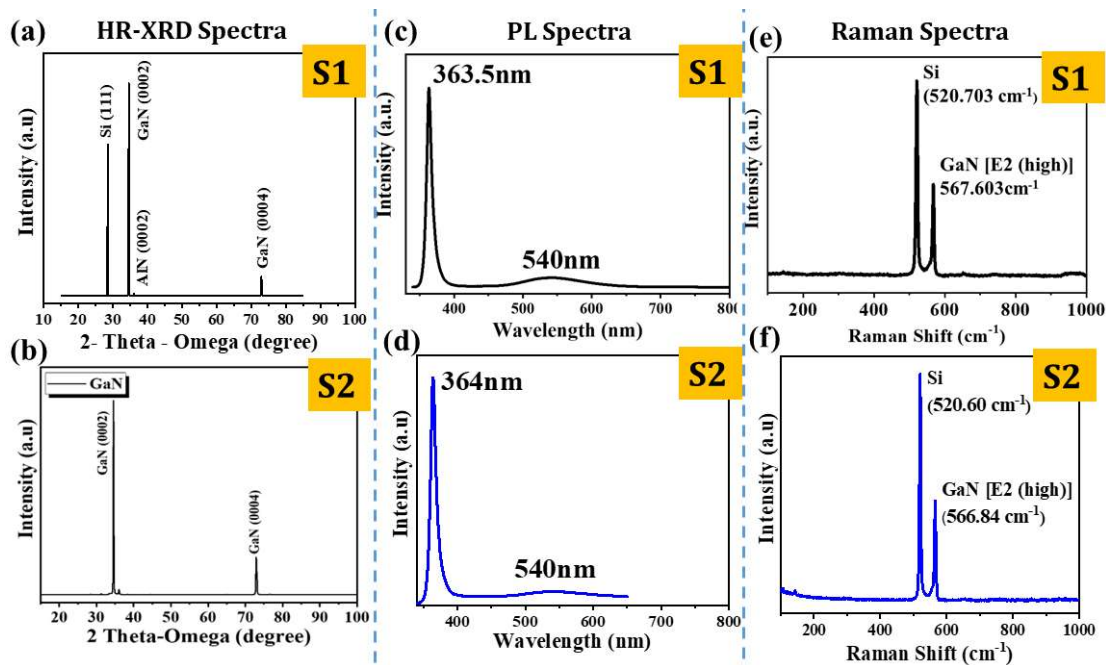 HR-XRD Spectra
PL Spectra
Raman Spectra
(a)
S1
Intensity (a.u)
Si (111)
GaN (0002)
AlN (0002)
GaN (0004)
10 20 30 40 50 60 70 80 90 100
2- Theta - Omega (degree)
(c)
S1
363.5nm
540nm
Intensity (a.u.)
400 500 600 700 800
Wavelength (nm)
(e)
S1
Si
(520.703 cm-1)
GaN [E2 (high)]
567.603cm-1
Intensity (a.u.)
200 400 600 800 1000
Raman Shift (cm-1)
(b)
S2
GaN
Intensity (a.u)
GaN (0002)
GaN (0004)
20 30 40 50 60 70 80 90 100
2 Theta-Omega (degree)
(d)
S2
364nm
540nm
Intensity (a.u)
400 500 600 700 800
Wavelength (nm)
(f)
S2
Si
(520.60 cm-1)
GaN [E2 (high)]
(566.84 cm-1)
Intensity (a.u)
200 400 600 800 1000
Raman Shift (cm-1)